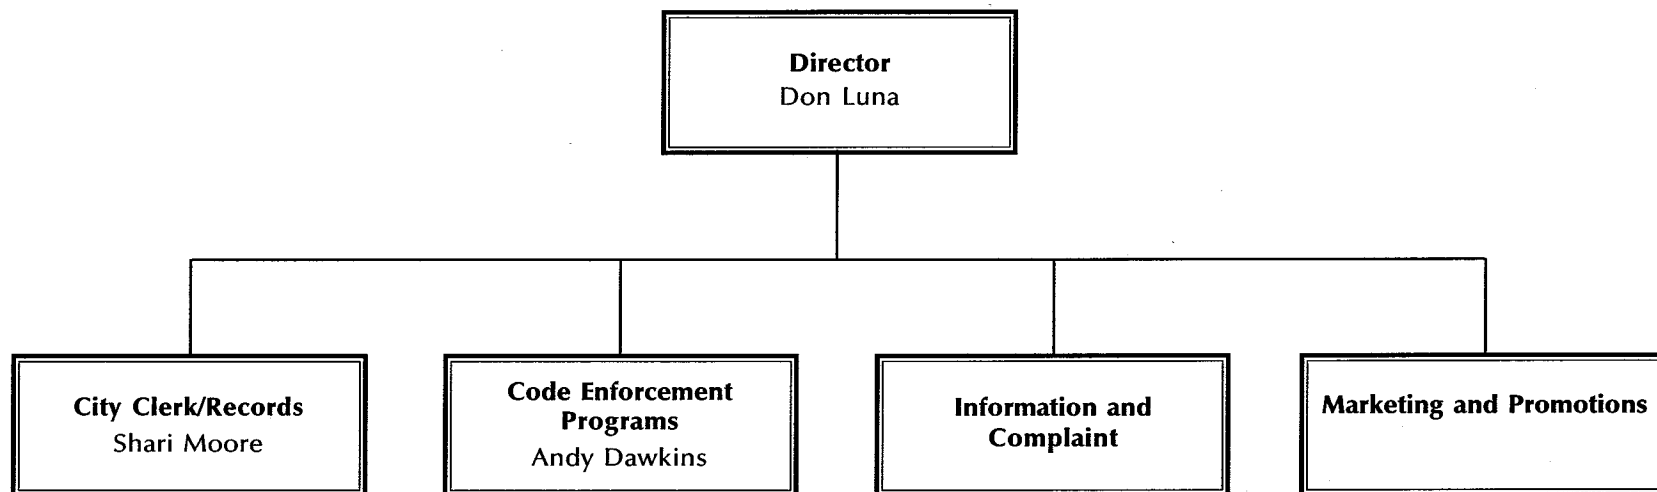 Director
Don Luna
City Clerk/Records
Shari Moore
Code Enforcement
Programs
Andy Dawkins
Information and
Complaint
Marketing and Promotions